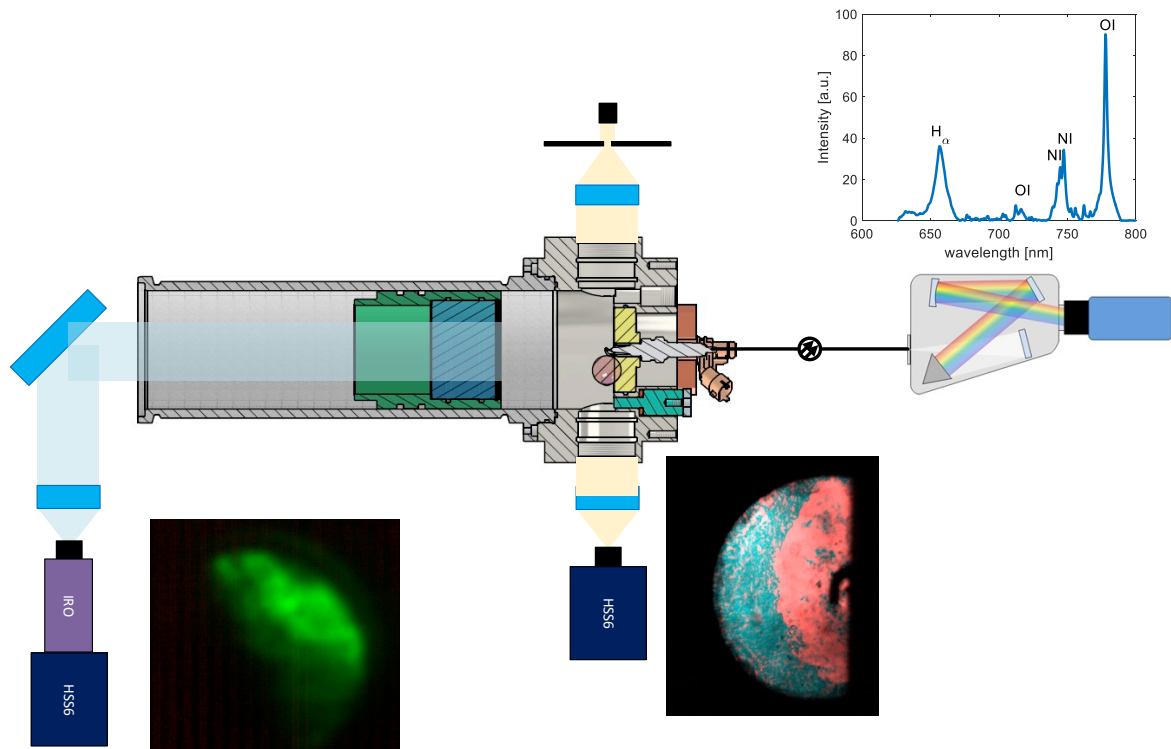 100
80
60
40
20
0
Intensity [a.u.]
Hα
OI
NI
NI
OI
600
650
700
750
800
wavelength [nm]
IRO
HSS6
HSS6